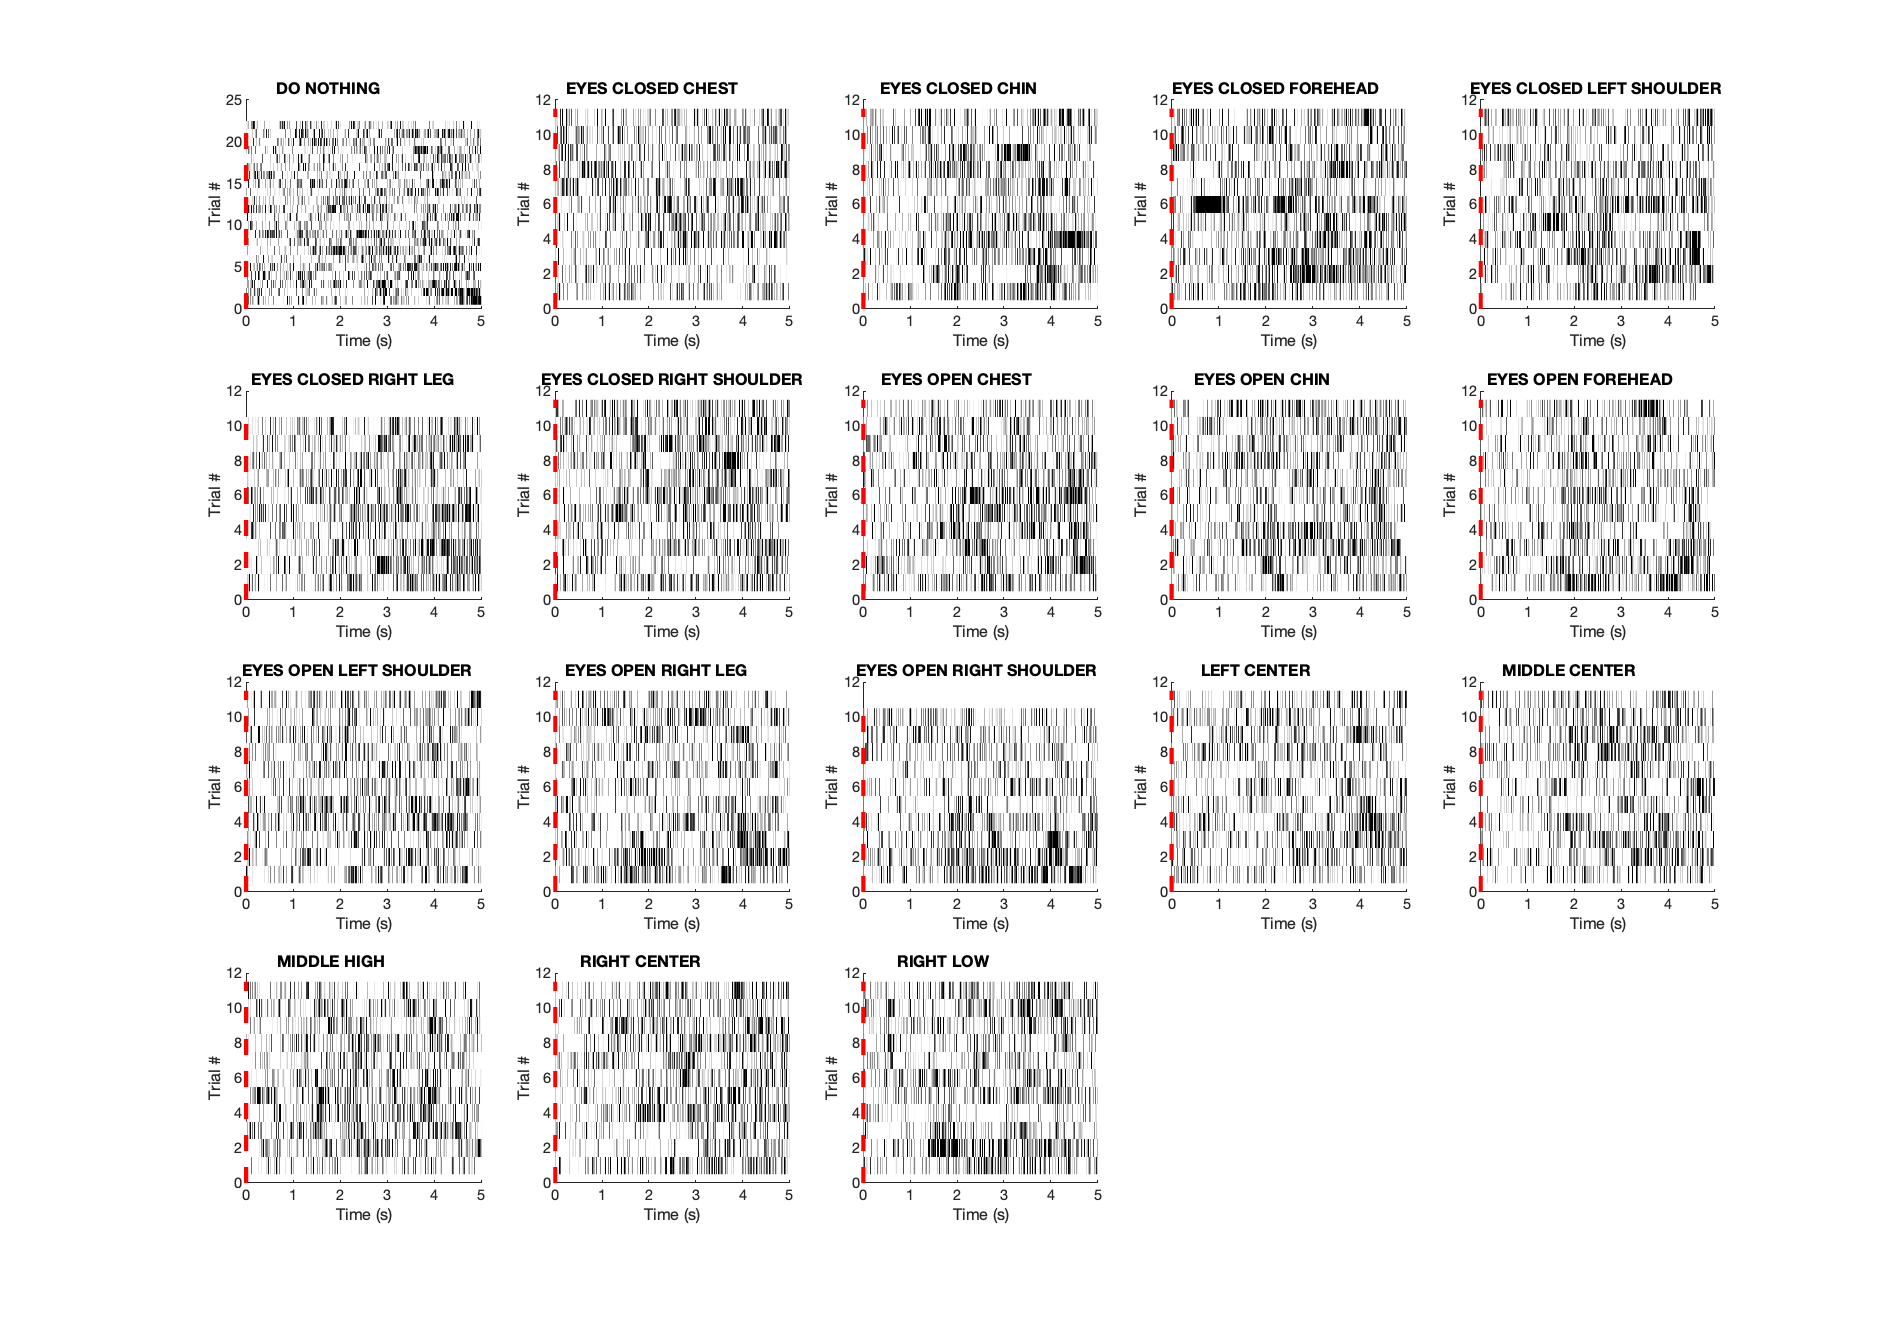 DO NOTHING
25
20
15
10
5
0
Trial #
0 1 2 3 4 5
Time (s)
EYES CLOSED CHEST
12
10
8
6
4
2
0
Trial #
0 1 2 3 4 5
Time (s)
EYES CLOSED CHIN
12
10
8
6
4
2
0
Trial #
0 1 2 3 4 5
Time (s)
EYES CLOSED FOREHEAD
12
10
8
6
4
2
0
Trial #
0 1 2 3 4 5
Time (s)
EYES CLOSED LEFT SHOULDER
12
10
8
6
4
2
0
Trial #
0 1 2 3 4 5
Time (s)
EYES CLOSED RIGHT LEG
12
10
8
6
4
2
0
Trial #
0 1 2 3 4 5
Time (s)
EYES CLOSED RIGHT SHOULDER
12
10
8
6
4
2
0
Trial #
0 1 2 3 4 5
Time (s)
EYES OPEN CHEST
12
10
8
6
4
2
0
Trial #
0 1 2 3 4 5
Time (s)
EYES OPEN CHIN
12
10
8
6
4
2
0
Trial #
0 1 2 3 4 5
Time (s)
EYES OPEN FOREHEAD
12
10
8
6
4
2
0
Trial #
0 1 2 3 4 5
Time (s)
EYES OPEN LEFT SHOULDER
12
10
8
6
4
2
0
Trial #
0 1 2 3 4 5
Time (s)
EYES OPEN RIGHT LEG
12
10
8
6
4
2
0
Trial #
0 1 2 3 4 5
Time (s)
EYES OPEN RIGHT SHOULDER
12
10
8
6
4
2
0
Trial #
0 1 2 3 4 5
Time (s)
LEFT CENTER
12
10
8
6
4
2
0
Trial #
0 1 2 3 4 5
Time (s)
MIDDLE CENTER
12
10
8
6
4
2
0
Trial #
0 1 2 3 4 5
Time (s)
MIDDLE HIGH
12
10
8
6
4
2
0
Trial #
0 1 2 3 4 5
Time (s)
RIGHT CENTER
12
10
8
6
4
2
0
Trial #
0 1 2 3 4 5
Time (s)
RIGHT LOW
12
10
8
6
4
2
0
Trial #
0 1 2 3 4 5
Time (s)